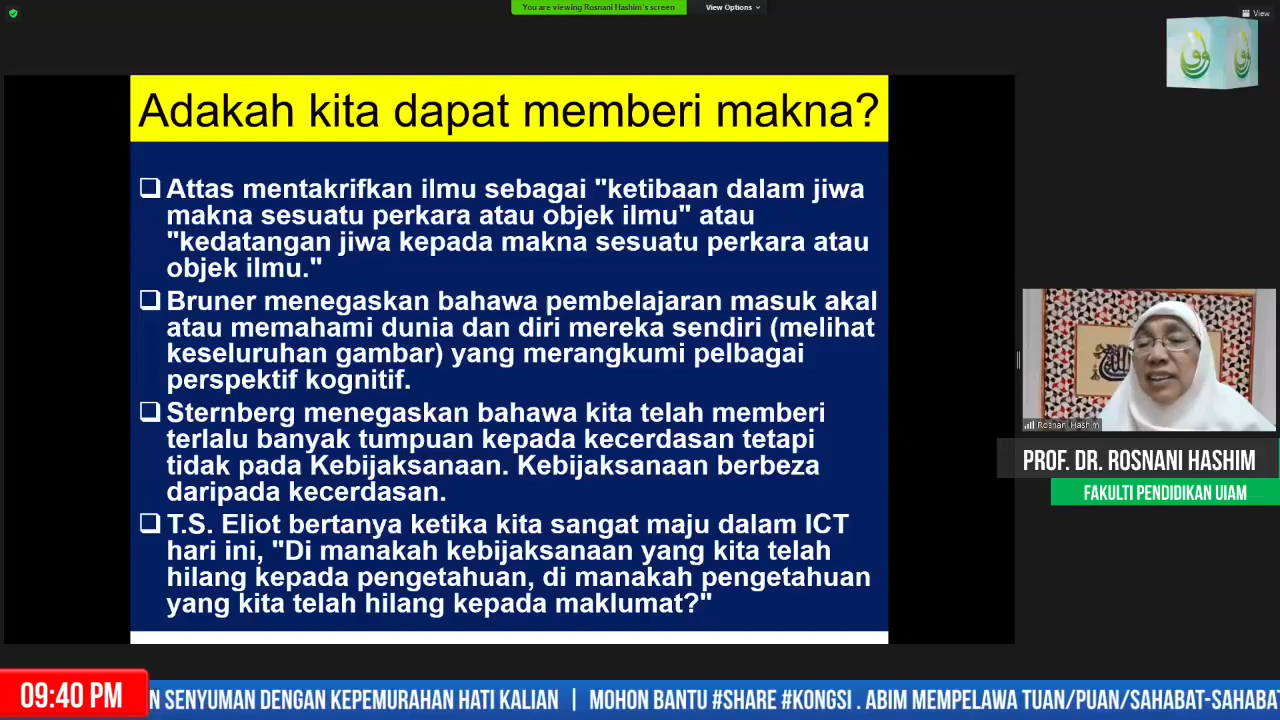 You are viewing Rosnani Hashim's screen
View Options
View
Adakah kita dapat memberi makna?
Attas mentakrifkan ilmu sebagai "ketibaan dalam jiwa
makna sesuatu perkara atau objek ilmu" atau
"kedatangan jiwa kepada makna sesuatu perkara atau
objek ilmu."
Bruner menegaskan bahawa pembelajaran masuk akal
atau memahami dunia dan diri mereka sendiri (melihat
keseluruhan gambar) yang merangkumi pelbagai
perspektif kognitif.
Sternberg menegaskan bahawa kita telah memberi
terlalu banyak tumpuan kepada kecerdasan tetapi
tidak pada Kebijaksanaan. Kebijaksanaan berbeza
daripada kecerdasan.
T.S. Eliot bertanya ketika kita sangat maju dalam ICT
hari ini, "Di manakah kebijaksanaan yang kita telah
hilang kepada pengetahuan, di manakah pengetahuan
yang kita telah hilang kepada maklumat?"
Rosnani Hashim
PROF. DR. ROSNANI HASHIM
FAKULTI PENDIDIKAN UIAM
09:40 PM
N SENYUMAN DENGAN KEPEMURAHAN HATI KALIAN | MOHON BANTU #SHARE #KONGSI . ABIM MEMPELAWA TUAN/PUAN/SAHABAT-SAHABAT